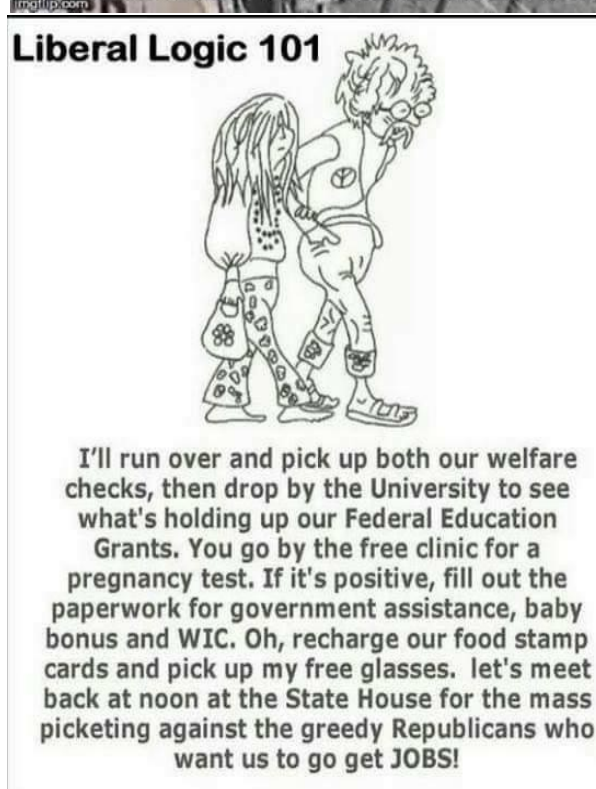 imgflip.com
Liberal Logic 101
I'll run over and pick up both our welfare
checks, then drop by the University to see
what's holding up our Federal Education
Grants. You go by the free clinic for a
pregnancy test. If it's positive, fill out the
paperwork for government assistance, baby
bonus and WIC. Oh, recharge our food stamp
cards and pick up my free glasses. let's meet
back at noon at the State House for the mass
picketing against the greedy Republicans who
want us to go get JOBS!